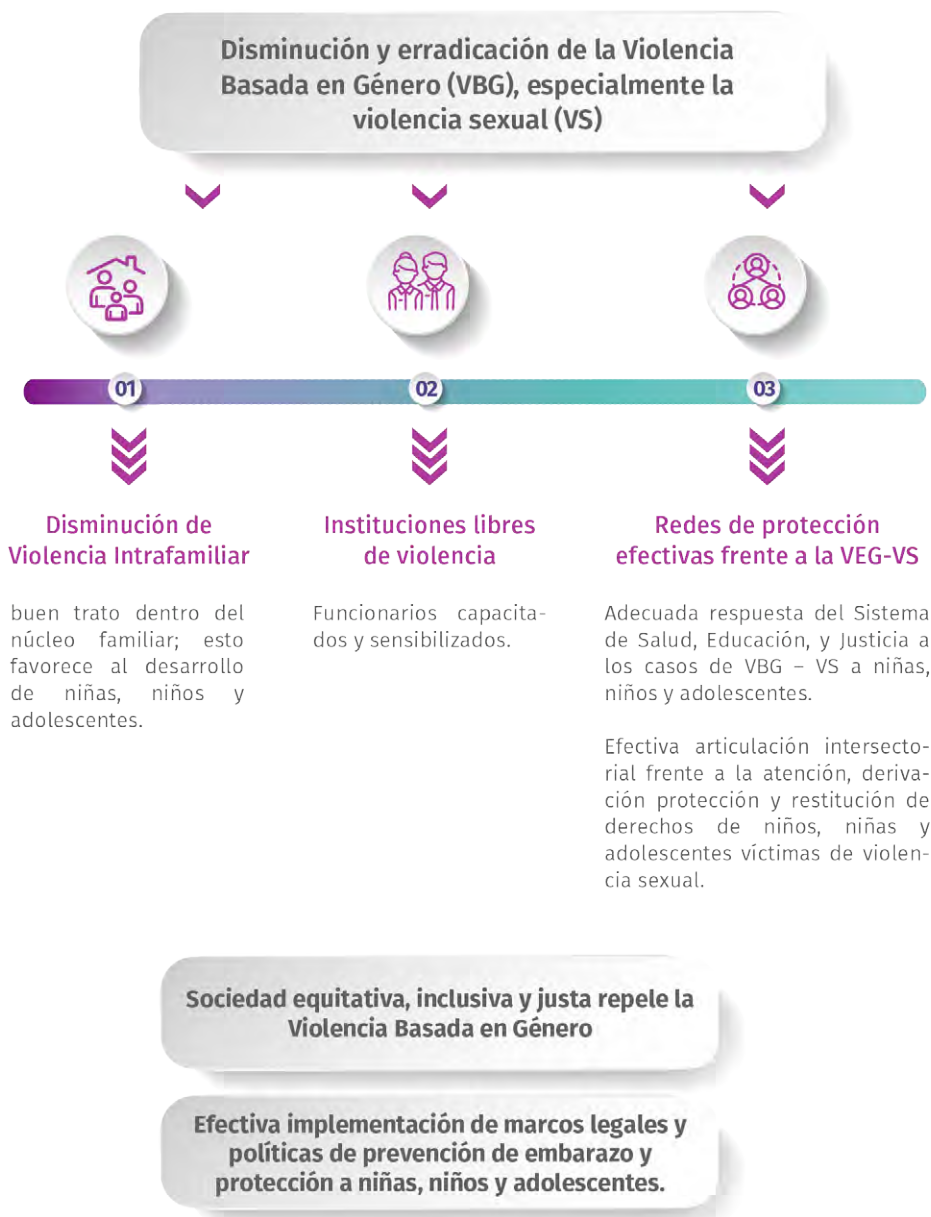 Disminución y erradicación de la Violencia
Basada en Género (VBG), especialmente la
violencia sexual (VS)
01
02
03
Disminución de
Violencia Intrafamiliar
buen trato dentro del
núcleo familiar; esto
favorece al desarrollo
de niñas, niños y
adolescentes.
Instituciones libres
de violencia
Funcionarios capacita-
dos y sensibilizados.
Redes de protección
efectivas frente a la VEG-VS
Adecuada respuesta del Sistema
de Salud, Educación, y Justicia a
los casos de VBG – VS a niñas,
niños y adolescentes.
Efectiva articulación intersecto-
rial frente a la atención, deriva-
ción protección y restitución de
derechos de niños, niñas y
adolescentes víctimas de violen-
cia sexual.
Sociedad equitativa, inclusiva y justa repele la
Violencia Basada en Género
Efectiva implementación de marcos legales y
políticas de prevención de embarazo y
protección a niñas, niños y adolescentes.